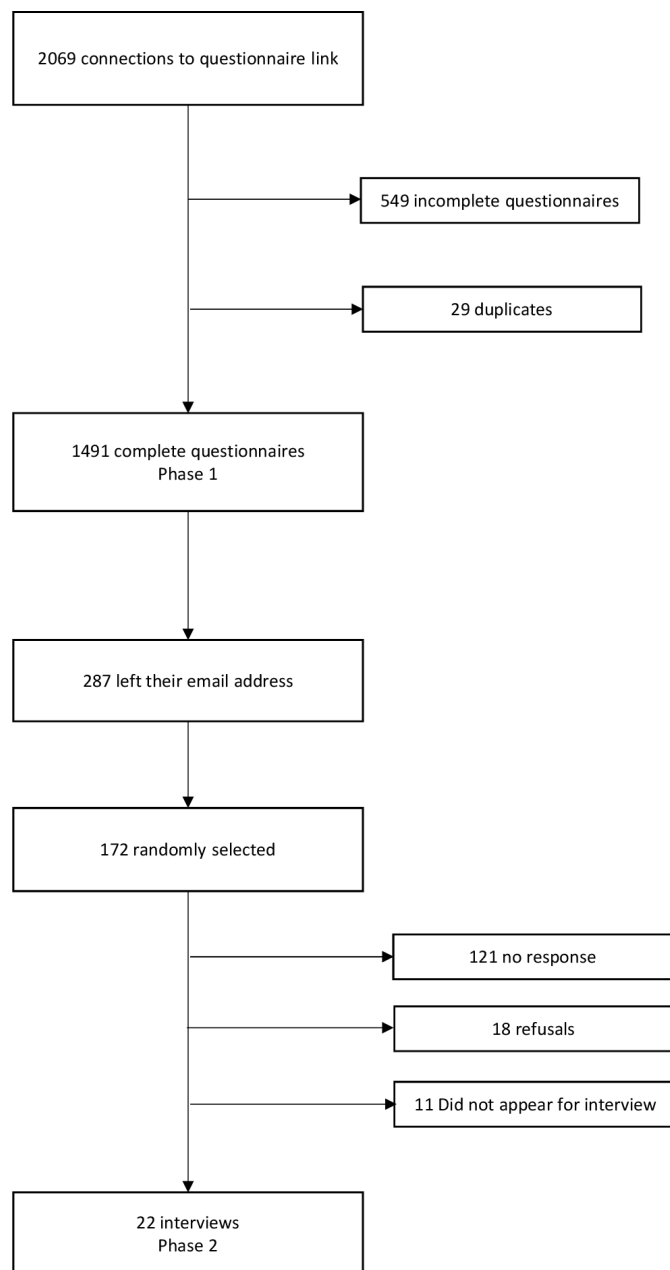 2069 connections to questionnaire link
549 incomplete questionnaires
29 duplicates
1491 complete questionnaires
Phase 1
287 left their email address
172 randomly selected
121 no response
18 refusals
11 Did not appear for interview
22 interviews
Phase 2